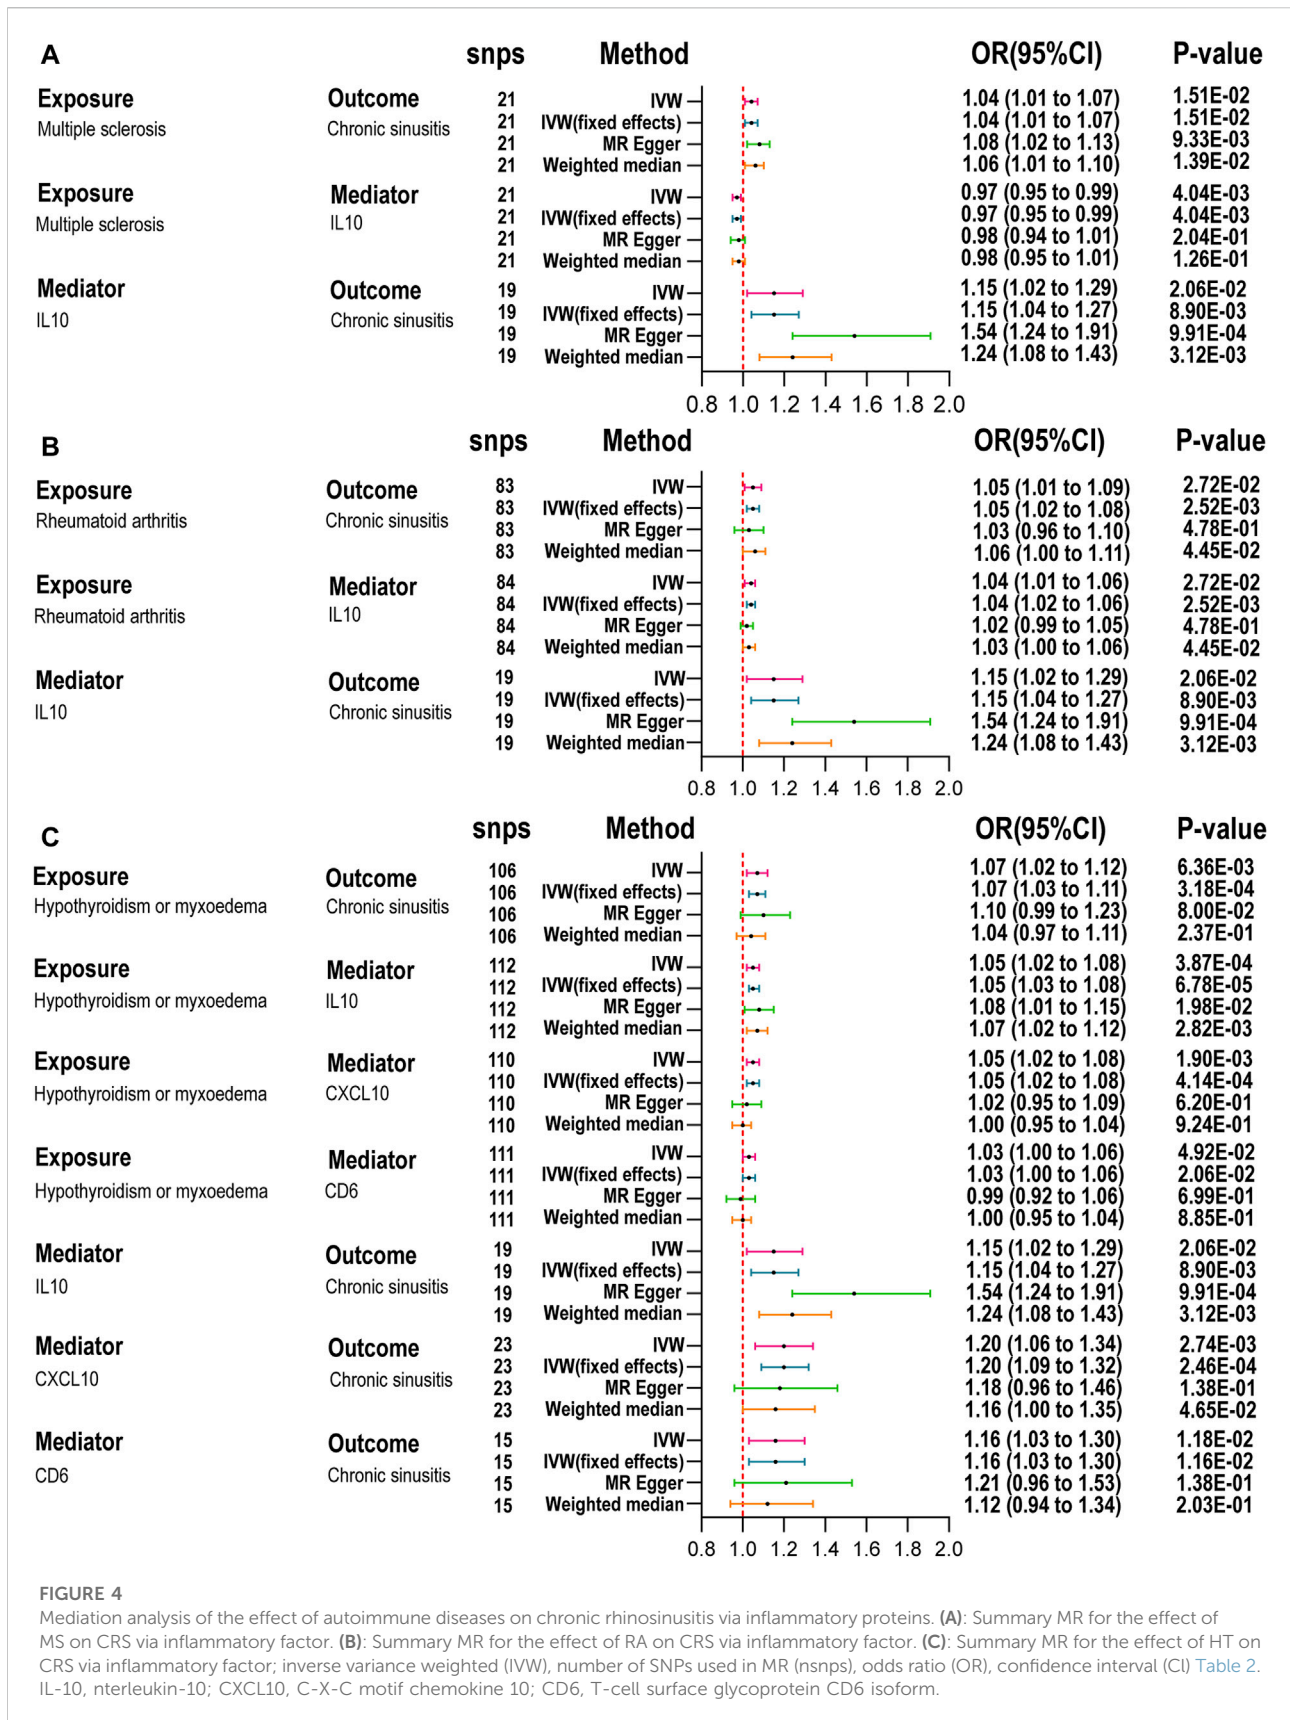 A snps Method OR(95%CI) P-value
Exposure Outcome 21 IVW 1.04 (1.01 to 1.07) 1.51E-02
Multiple sclerosis Chronic sinusitis 21 IVW(fixed effects) 1.04 (1.01 to 1.07) 1.51E-02
21 MR Egger 1.08 (1.02 to 1.13) 9.33E-03
21 Weighted median 1.06 (1.01 to 1.10) 1.39E-02
Exposure Mediator 21 IVW 0.97 (0.95 to 0.99) 4.04E-03
Multiple sclerosis IL10 21 IVW(fixed effects) 0.97 (0.95 to 0.99) 4.04E-03
21 MR Egger 0.98 (0.94 to 1.01) 2.04E-01
21 Weighted median 0.98 (0.95 to 1.01) 1.26E-01
Mediator Outcome 19 IVW 1.15 (1.02 to 1.29) 2.06E-02
IL10 Chronic sinusitis 19 IVW(fixed effects) 1.15 (1.04 to 1.27) 8.90E-03
19 MR Egger 1.54 (1.24 to 1.91) 9.91E-04
19 Weighted median 1.24 (1.08 to 1.43) 3.12E-03
0.8 1.0 1.2 1.4 1.6 1.8 2.0
B snps Method OR(95%CI) P-value
Exposure Outcome 83 IVW 1.05 (1.01 to 1.09) 2.72E-02
Rheumatoid arthritis Chronic sinusitis 83 IVW(fixed effects) 1.05 (1.02 to 1.08) 2.52E-03
83 MR Egger 1.03 (0.96 to 1.10) 4.78E-01
83 Weighted median 1.06 (1.00 to 1.11) 4.45E-02
Exposure Mediator 84 IVW 1.04 (1.01 to 1.06) 2.72E-02
Rheumatoid arthritis IL10 84 IVW(fixed effects) 1.04 (1.02 to 1.06) 2.52E-03
84 MR Egger 1.02 (0.99 to 1.05) 4.78E-01
84 Weighted median 1.03 (1.00 to 1.06) 4.45E-02
Mediator Outcome 19 IVW 1.15 (1.02 to 1.29) 2.06E-02
IL10 Chronic sinusitis 19 IVW(fixed effects) 1.15 (1.04 to 1.27) 8.90E-03
19 MR Egger 1.54 (1.24 to 1.91) 9.91E-04
19 Weighted median 1.24 (1.08 to 1.43) 3.12E-03
0.8 1.0 1.2 1.4 1.6 1.8 2.0
C snps Method OR(95%CI) P-value
Exposure Outcome 106 IVW 1.07 (1.02 to 1.12) 6.36E-03
Hypothyroidism or myxoedema Chronic sinusitis 106 IVW(fixed effects) 1.07 (1.03 to 1.11) 3.18E-04
106 MR Egger 1.10 (0.99 to 1.23) 8.00E-02
106 Weighted median 1.04 (0.97 to 1.11) 2.37E-01
Exposure Mediator 112 IVW 1.05 (1.02 to 1.08) 3.87E-04
Hypothyroidism or myxoedema IL10 112 IVW(fixed effects) 1.05 (1.03 to 1.08) 6.78E-05
112 MR Egger 1.08 (1.01 to 1.15) 1.98E-02
112 Weighted median 1.07 (1.02 to 1.12) 2.82E-03
Exposure Mediator 110 IVW 1.05 (1.02 to 1.08) 1.90E-03
Hypothyroidism or myxoedema CXCL10 110 IVW(fixed effects) 1.05 (1.02 to 1.08) 4.14E-04
110 MR Egger 1.02 (0.95 to 1.09) 6.20E-01
110 Weighted median 1.00 (0.95 to 1.04) 9.24E-01
Exposure Mediator 111 IVW 1.03 (1.00 to 1.06) 4.92E-02
Hypothyroidism or myxoedema CD6 111 IVW(fixed effects) 1.03 (1.00 to 1.06) 2.06E-02
111 MR Egger 0.99 (0.92 to 1.06) 6.99E-01
111 Weighted median 1.00 (0.95 to 1.04) 8.85E-01
Mediator Outcome 19 IVW 1.15 (1.02 to 1.29) 2.06E-02
IL10 Chronic sinusitis 19 IVW(fixed effects) 1.15 (1.04 to 1.27) 8.90E-03
19 MR Egger 1.54 (1.24 to 1.91) 9.91E-04
19 Weighted median 1.24 (1.08 to 1.43) 3.12E-03
Mediator Outcome 23 IVW 1.20 (1.06 to 1.34) 2.74E-03
CXCL10 Chronic sinusitis 23 IVW(fixed effects) 1.20 (1.09 to 1.32) 2.46E-04
23 MR Egger 1.18 (0.96 to 1.46) 1.38E-01
23 Weighted median 1.16 (1.00 to 1.35) 4.65E-02
Mediator Outcome 15 IVW 1.16 (1.03 to 1.30) 1.18E-02
CD6 Chronic sinusitis 15 IVW(fixed effects) 1.16 (1.03 to 1.30) 1.16E-02
15 MR Egger 1.21 (0.96 to 1.53) 1.38E-01
15 Weighted median 1.12 (0.94 to 1.34) 2.03E-01
0.8 1.0 1.2 1.4 1.6 1.8 2.0
FIGURE 4
Mediation analysis of the effect of autoimmune diseases on chronic rhinosinusitis via inflammatory proteins. (A): Summary MR for the effect of
MS on CRS via inflammatory factor. (B): Summary MR for the effect of RA on CRS via inflammatory factor. (C): Summary MR for the effect of HT on
CRS via inflammatory factor; inverse variance weighted (IVW), number of SNPs used in MR (nsnps), odds ratio (OR), confidence interval (CI) Table 2.
IL-10, nterleukin-10; CXCL10, C-X-C motif chemokine 10; CD6, T-cell surface glycoprotein CD6 isoform.